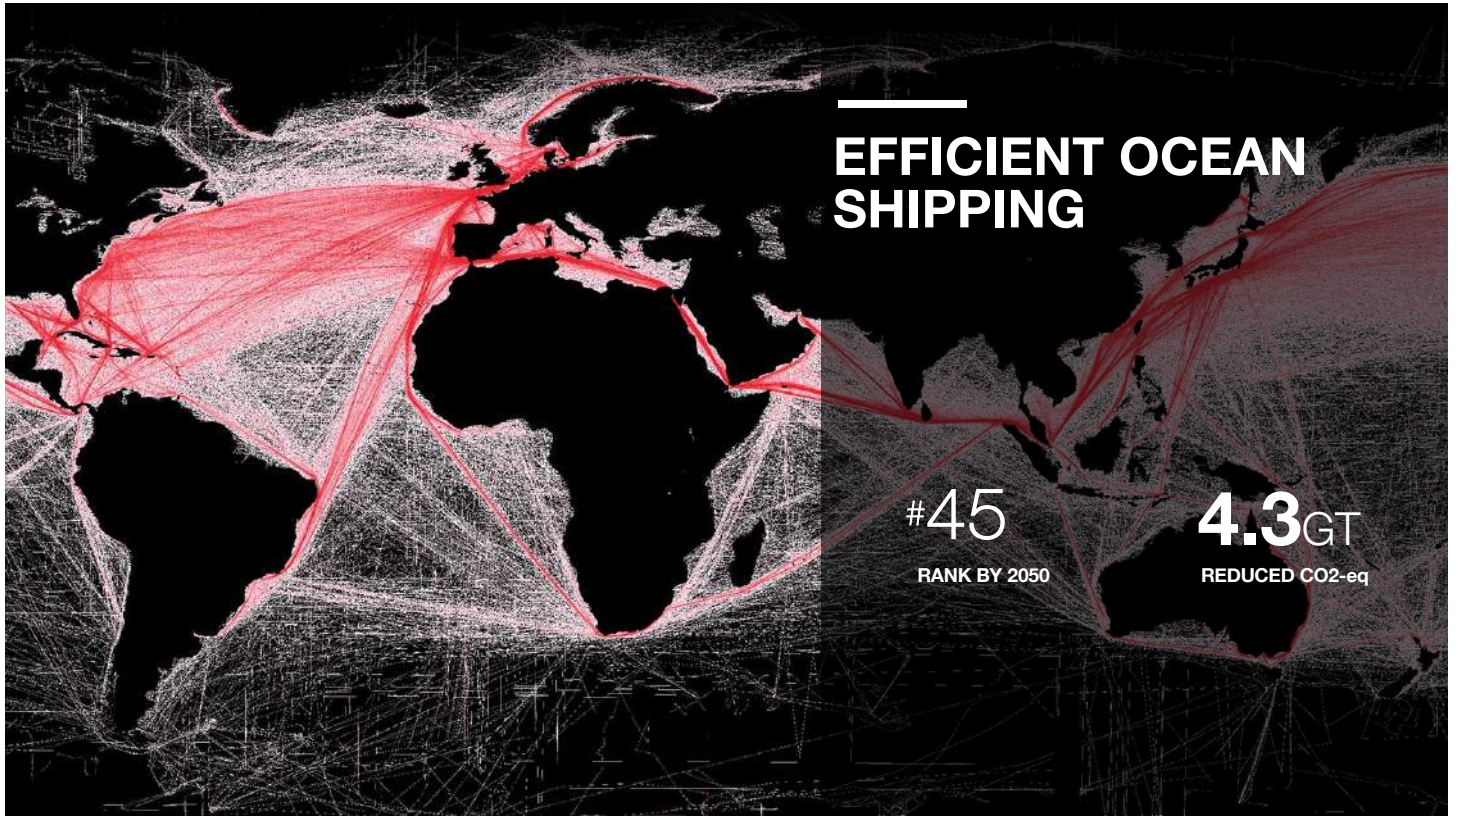 EFFICIENT OCEAN
SHIPPING
#45
RANK BY 2050
4.3GT
REDUCED CO2-eq